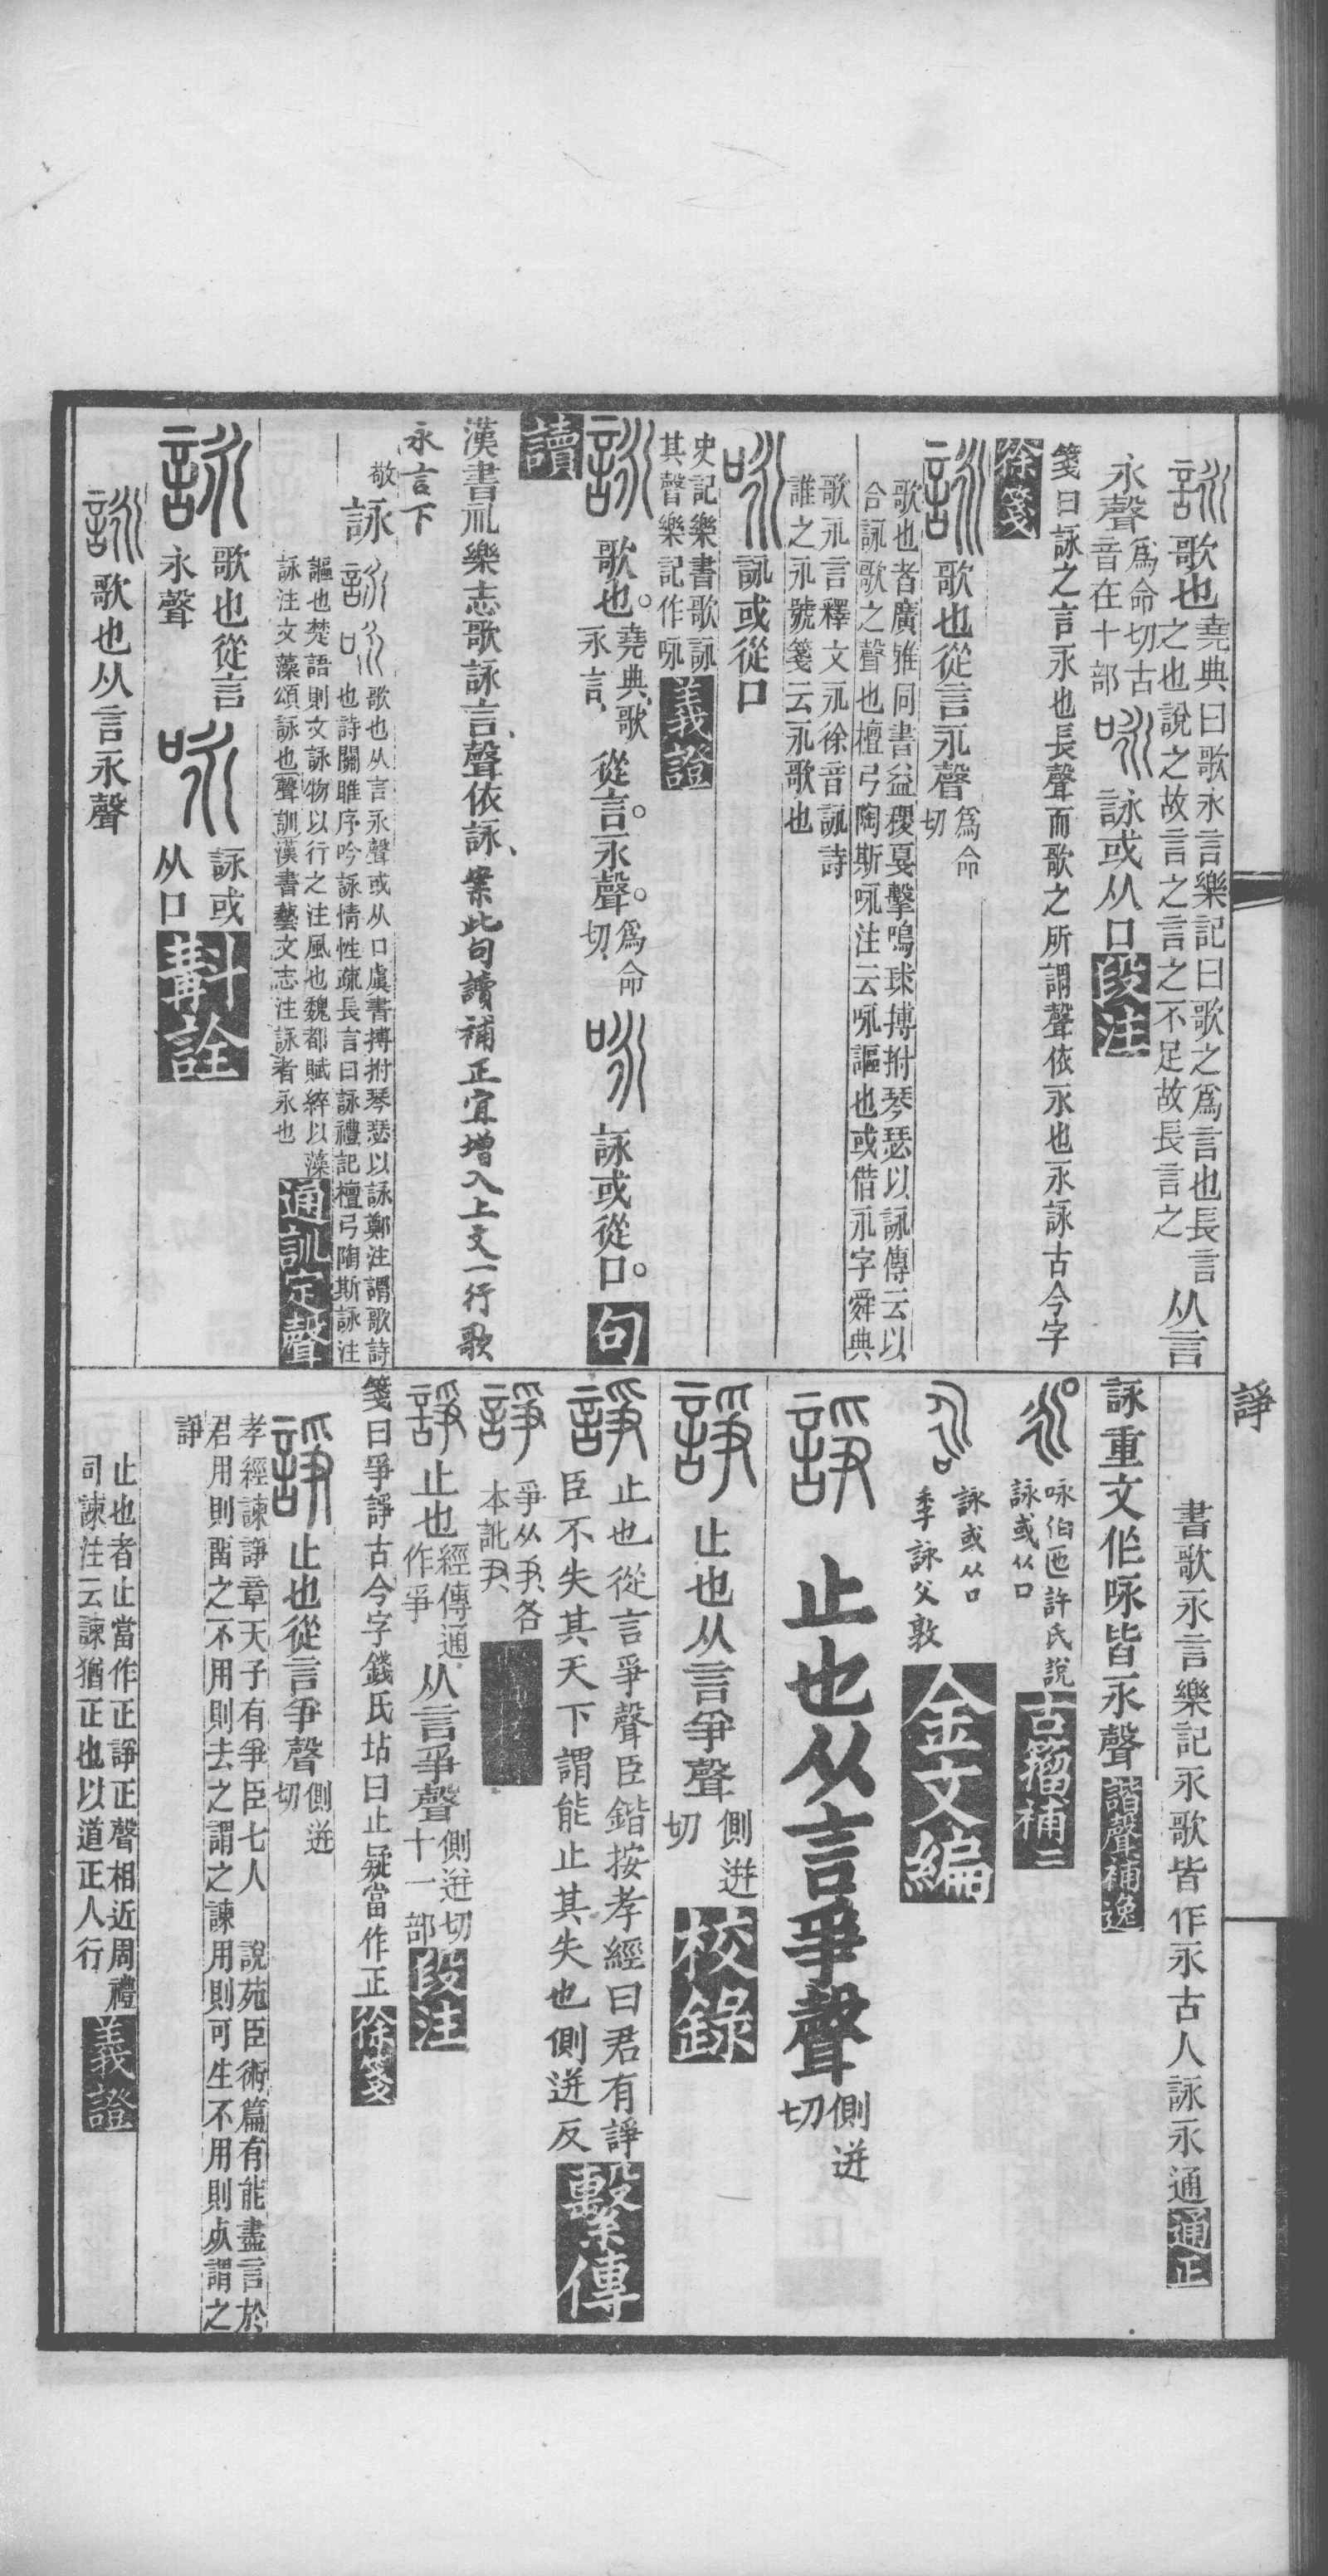 詠歌也堯典曰歌永言樂記曰歌之爲言也長言
之也說之故言之言之不足故長言之从言
永聲爲命切古音在十部咏詠或从口段注
箋曰詠之言永也長聲而歌之所謂聲依永也永詠古今字
徐箋
詠歌也從言永聲爲命切
歌也者廣雅同書益稷戛擊鳴球搏拊琴瑟以詠傳云以
合詠歌之聲也檀弓陶斯咏注云咏謳也或借永字舜典
歌永言釋文永徐音詠詩
誰之永號箋云永歌也
咏詠或從口
史記樂書歌詠
其聲樂記作咏義證
詠歌也。堯典、歌永言、從言。永聲。爲命切、咏詠或從口。句
讀
漢書礼樂志歌詠言、聲依詠、案此句讀補正宜增入上文一行歌
永言下
敬詠詠咏歌也从言永聲或从口虞書搏拊琴瑟以詠鄭注謂歌詩
也詩關雎序吟詠情性疏長言曰詠禮記檀弓陶斯詠注
謳也楚語則文詠物以行之注風也魏都賦綷以藻
詠注文藻頌詠也聲訓漢書藝文志注詠者永也通訓定聲
詠歌也從言永聲咏詠或从口斠詮
詠歌也从言永聲
諍
書歌永言樂記永歌皆作永古人詠永通通正
詠重文作咏皆永聲諧聲補逸
咏伯匜許氏說
詠或从口古籀補二
詠或从口
季詠父敦金文編
諍止也从言爭聲側迸切
諍止也从言爭聲側迸切校錄
諍止也從言爭聲臣鍇按孝經曰君有諍
臣不失其天下謂能止其失也側迸反繫傳
諍爭从爭各
本訛
諍止也經傳通作爭从言爭聲側迸切十一部段注
箋曰爭諍古今字錢氏坫曰止疑當作正徐箋
諍止也從言爭聲側迸切
孝經諫諍章天子有爭臣七人 說苑臣術篇有能盡言於
君用則留之不用則去之謂之諫用則可生不用則死謂之
諍
止也者止當作正諍正聲相近周禮
司諫注云諫猶正也以道正人行義證